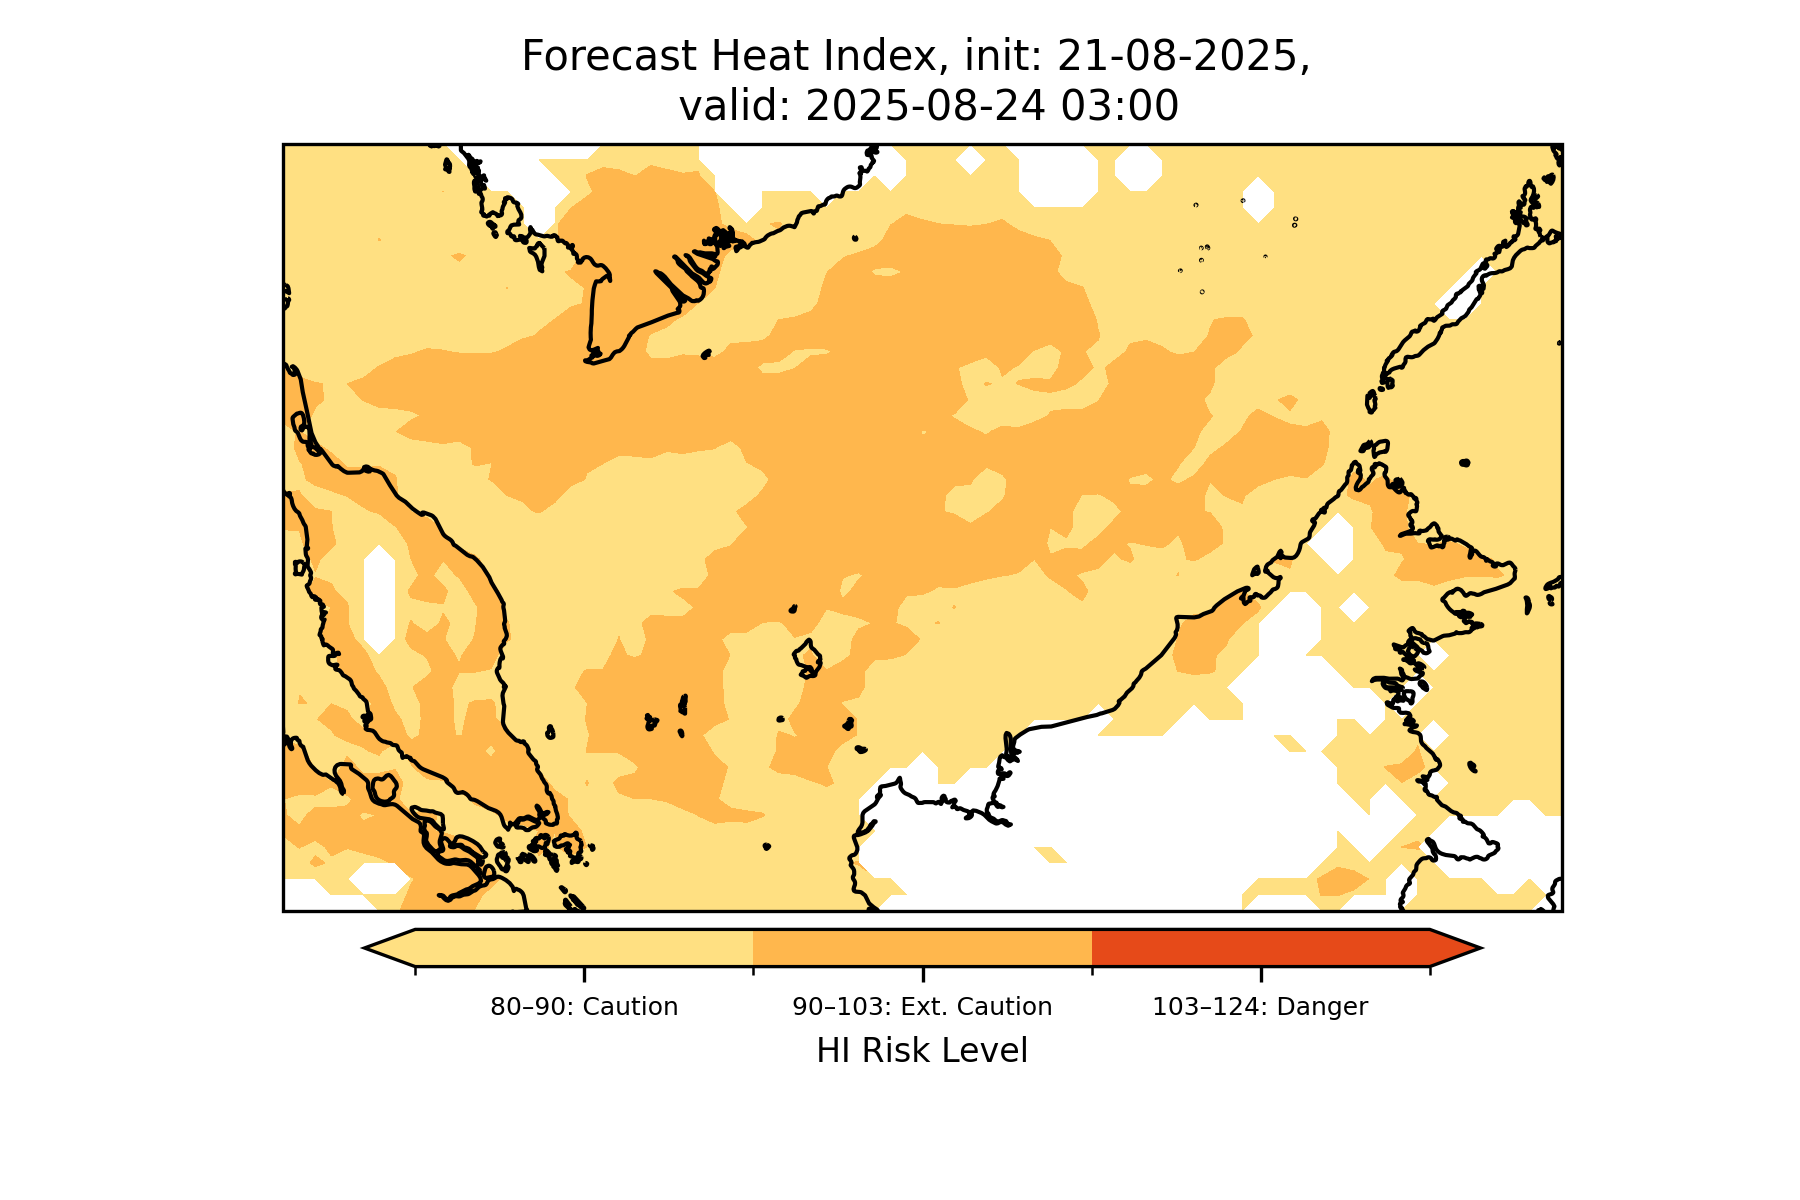 Forecast Heat Index, init: 21-08-2025,
valid: 2025-08-24 03:00
80–90: Caution
90–103: Ext. Caution
103–124: Danger
HI Risk Level